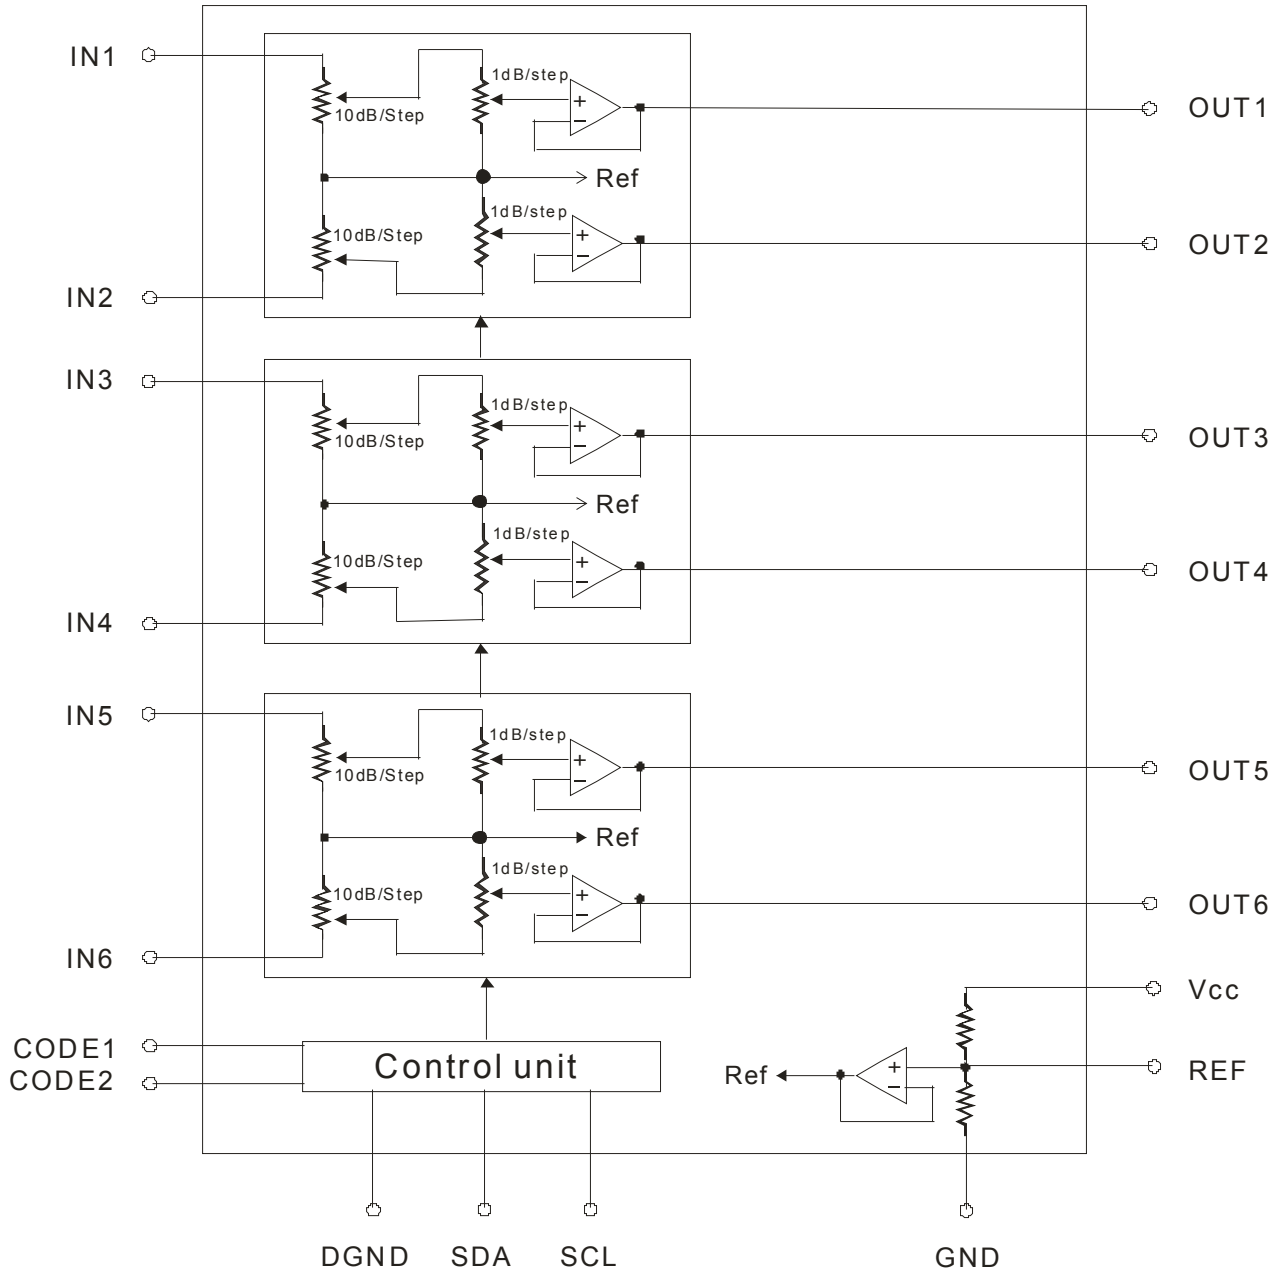 IN1
1dB/step
10dB/Step
+
−
OUT1
Ref
1dB/step
10dB/Step
+
−
OUT2
IN2
IN3
1dB/step
10dB/Step
+
−
OUT3
Ref
1dB/step
10dB/Step
+
−
OUT4
IN4
IN5
1dB/step
10dB/Step
+
−
OUT5
Ref
1dB/step
10dB/Step
+
−
OUT6
IN6
Vcc
CODE1
CODE2
Control unit
Ref
+
−
REF
DGND
SDA
SCL
GND